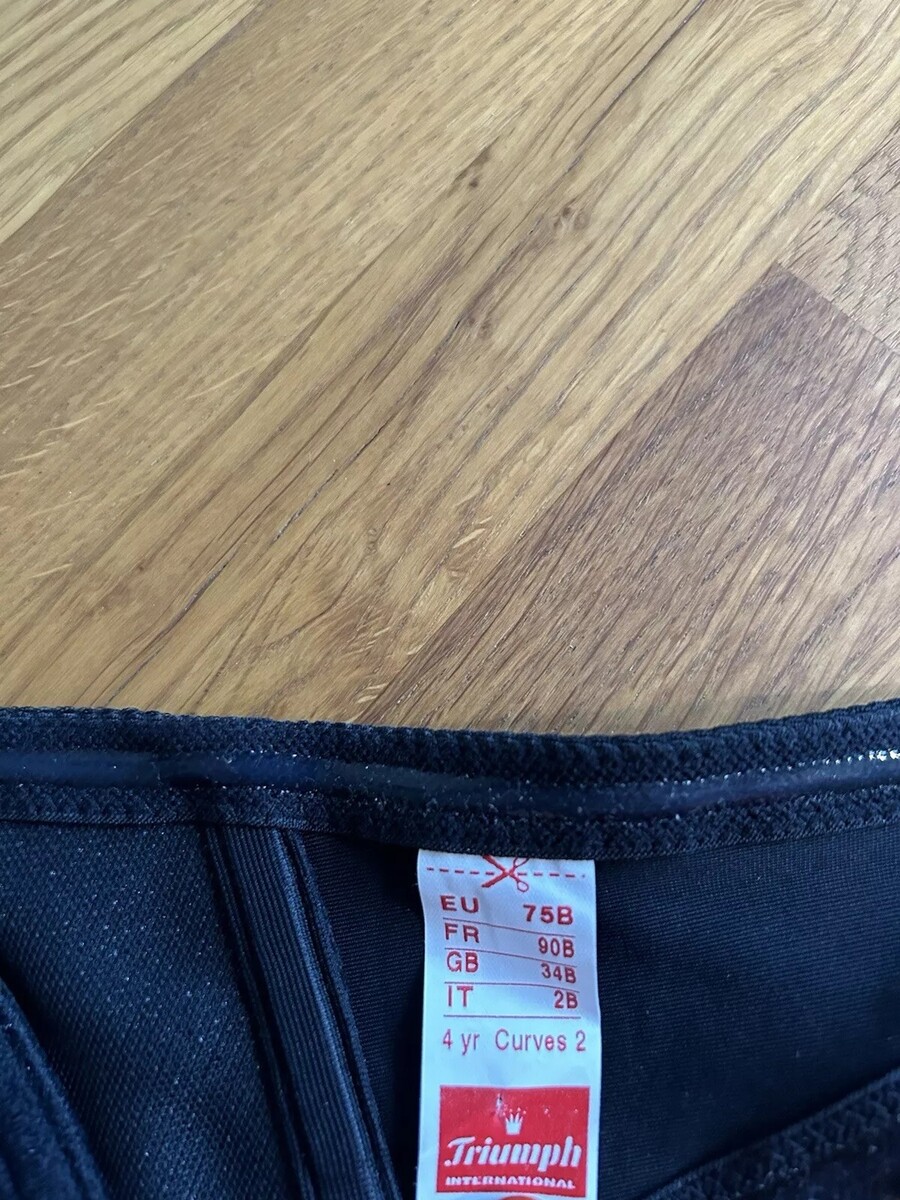 EU 75B
FR 90B
GB 34B
IT 2B
4 yr Curves 2
Triumph
INTERNATIONAL